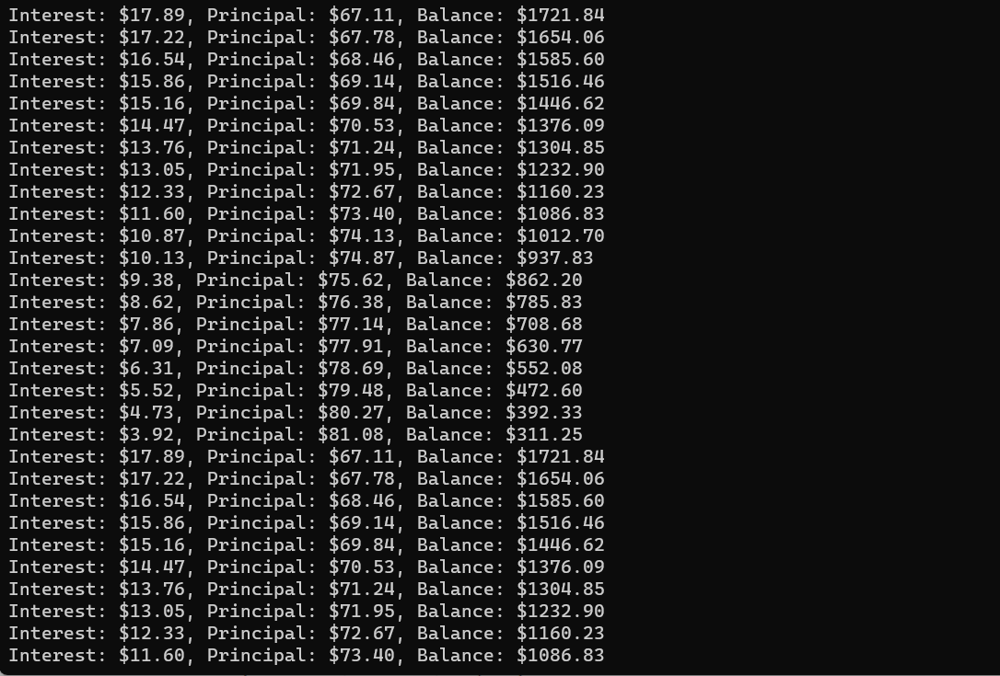 Interest: $17.89, Principal: $67.11, Balance: $1721.84
Interest: $17.22, Principal: $67.78, Balance: $1654.06
Interest: $16.54, Principal: $68.46, Balance: $1585.60
Interest: $15.86, Principal: $69.14, Balance: $1516.46
Interest: $15.16, Principal: $69.84, Balance: $1446.62
Interest: $14.47, Principal: $70.53, Balance: $1376.09
Interest: $13.76, Principal: $71.24, Balance: $1304.85
Interest: $13.05, Principal: $71.95, Balance: $1232.90
Interest: $12.33, Principal: $72.67, Balance: $1160.23
Interest: $11.60, Principal: $73.40, Balance: $1086.83
Interest: $10.87, Principal: $74.13, Balance: $1012.70
Interest: $10.13, Principal: $74.87, Balance: $937.83
Interest: $9.38, Principal: $75.62, Balance: $862.20
Interest: $8.62, Principal: $76.38, Balance: $785.83
Interest: $7.86, Principal: $77.14, Balance: $708.68
Interest: $7.09, Principal: $77.91, Balance: $630.77
Interest: $6.31, Principal: $78.69, Balance: $552.08
Interest: $5.52, Principal: $79.48, Balance: $472.60
Interest: $4.73, Principal: $80.27, Balance: $392.33
Interest: $3.92, Principal: $81.08, Balance: $311.25
Interest: $17.89, Principal: $67.11, Balance: $1721.84
Interest: $17.22, Principal: $67.78, Balance: $1654.06
Interest: $16.54, Principal: $68.46, Balance: $1585.60
Interest: $15.86, Principal: $69.14, Balance: $1516.46
Interest: $15.16, Principal: $69.84, Balance: $1446.62
Interest: $14.47, Principal: $70.53, Balance: $1376.09
Interest: $13.76, Principal: $71.24, Balance: $1304.85
Interest: $13.05, Principal: $71.95, Balance: $1232.90
Interest: $12.33, Principal: $72.67, Balance: $1160.23
Interest: $11.60, Principal: $73.40, Balance: $1086.83